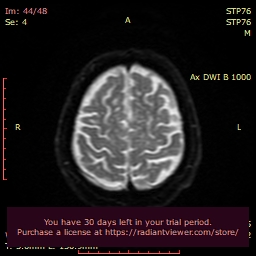 Im: 44/48
Se: 4
A
STP76
STP76
M
Ax DWI B 1000
R
L
You have 30 days left in your trial period.
Purchase a license at https://radiantviewer.com/store/